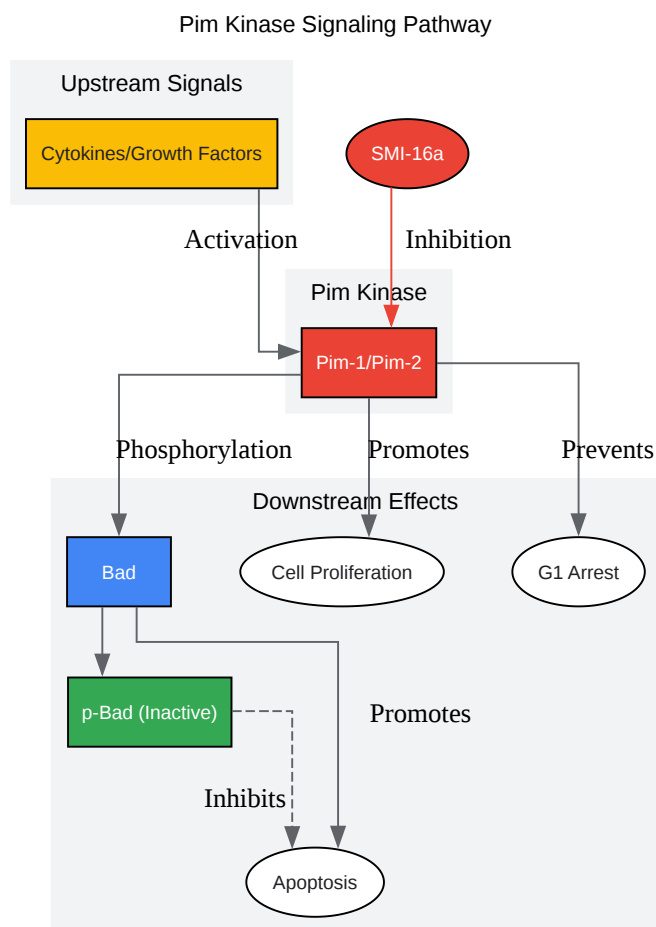 Pim Kinase Signaling Pathway
Upstream Signals
Cytokines/Growth Factors
SMI-16a
Activation
Inhibition
Pim Kinase
Pim-1/Pim-2
Phosphorylation
Promotes
Prevents
Downstream Effects
Bad
Cell Proliferation
G1 Arrest
p-Bad (Inactive)
Promotes
Inhibits
Apoptosis